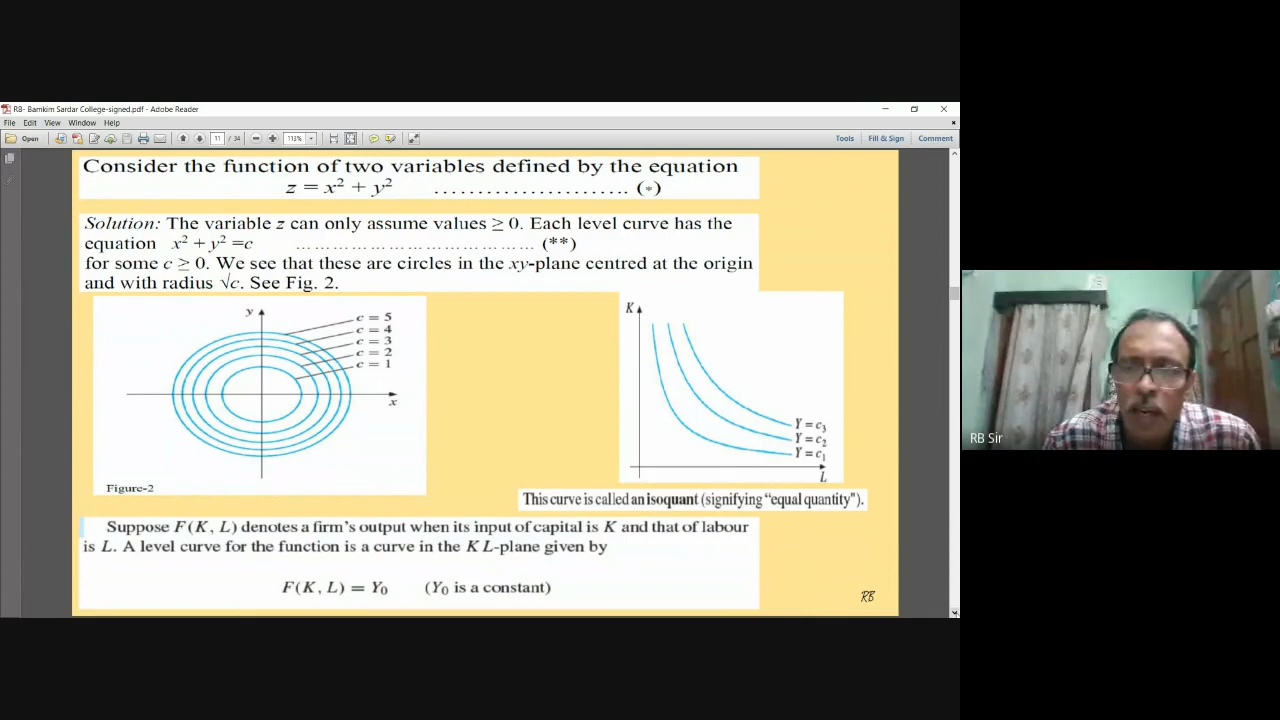 RB- Bamkim Sardar College-signed.pdf - Adobe Reader
File Edit View Window Help
Open 11 / 34 113% Tools Fill & Sign Comment
Consider the function of two variables defined by the equation
z = x² + y² ........................ (*)
Solution: The variable z can only assume values ≥ 0. Each level curve has the
equation x² + y² =c ... ... ... ... ... ... ... ... ... ... ... (**)
for some c ≥ 0. We see that these are circles in the xy-plane centred at the origin
and with radius √c. See Fig. 2.
y
c = 5
c = 4
c = 3
c = 2
c = 1
x
Figure-2
K
Y = c₃
Y = c₂
Y = c₁
L
This curve is called an isoquant (signifying “equal quantity").
Suppose F(K, L) denotes a firm’s output when its input of capital is K and that of labour
is L. A level curve for the function is a curve in the KL-plane given by
F(K, L) = Y₀ (Y₀ is a constant)
RB
RB Sir